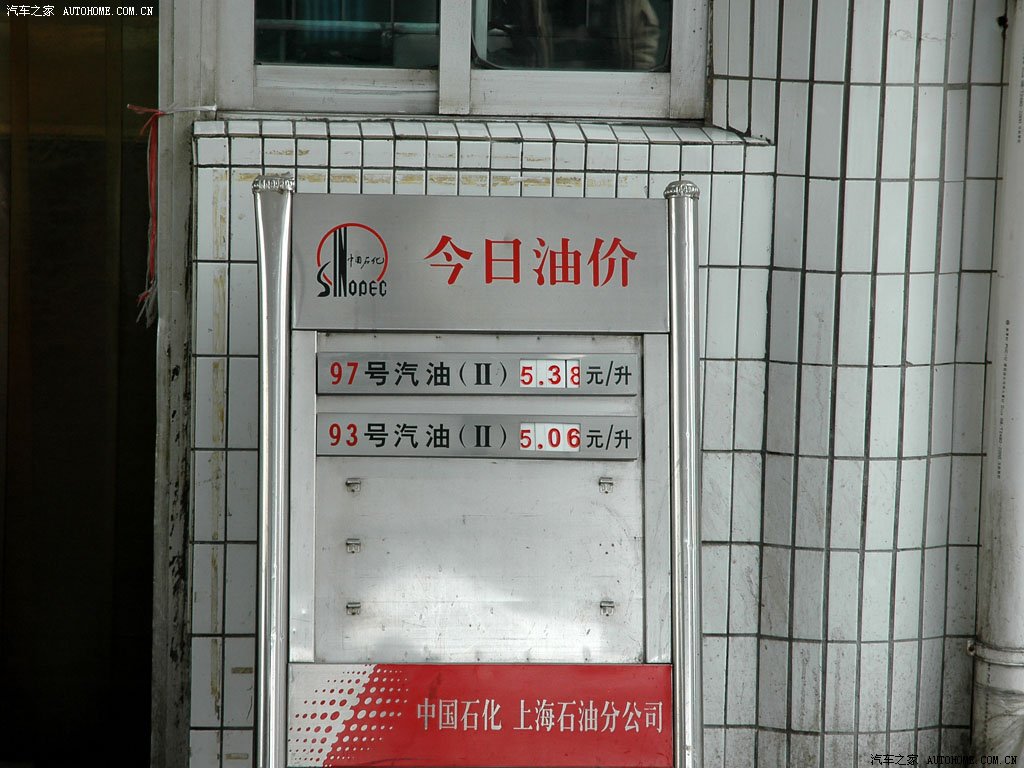 汽车之家 AUTOHOME.COM.CN
中国石化
SINOPEC
今日油价
97号汽油(II) 5.38元/升
93号汽油(II) 5.06元/升
中国石化 上海石油分公司
汽车之家 AUTOHOME.COM.CN